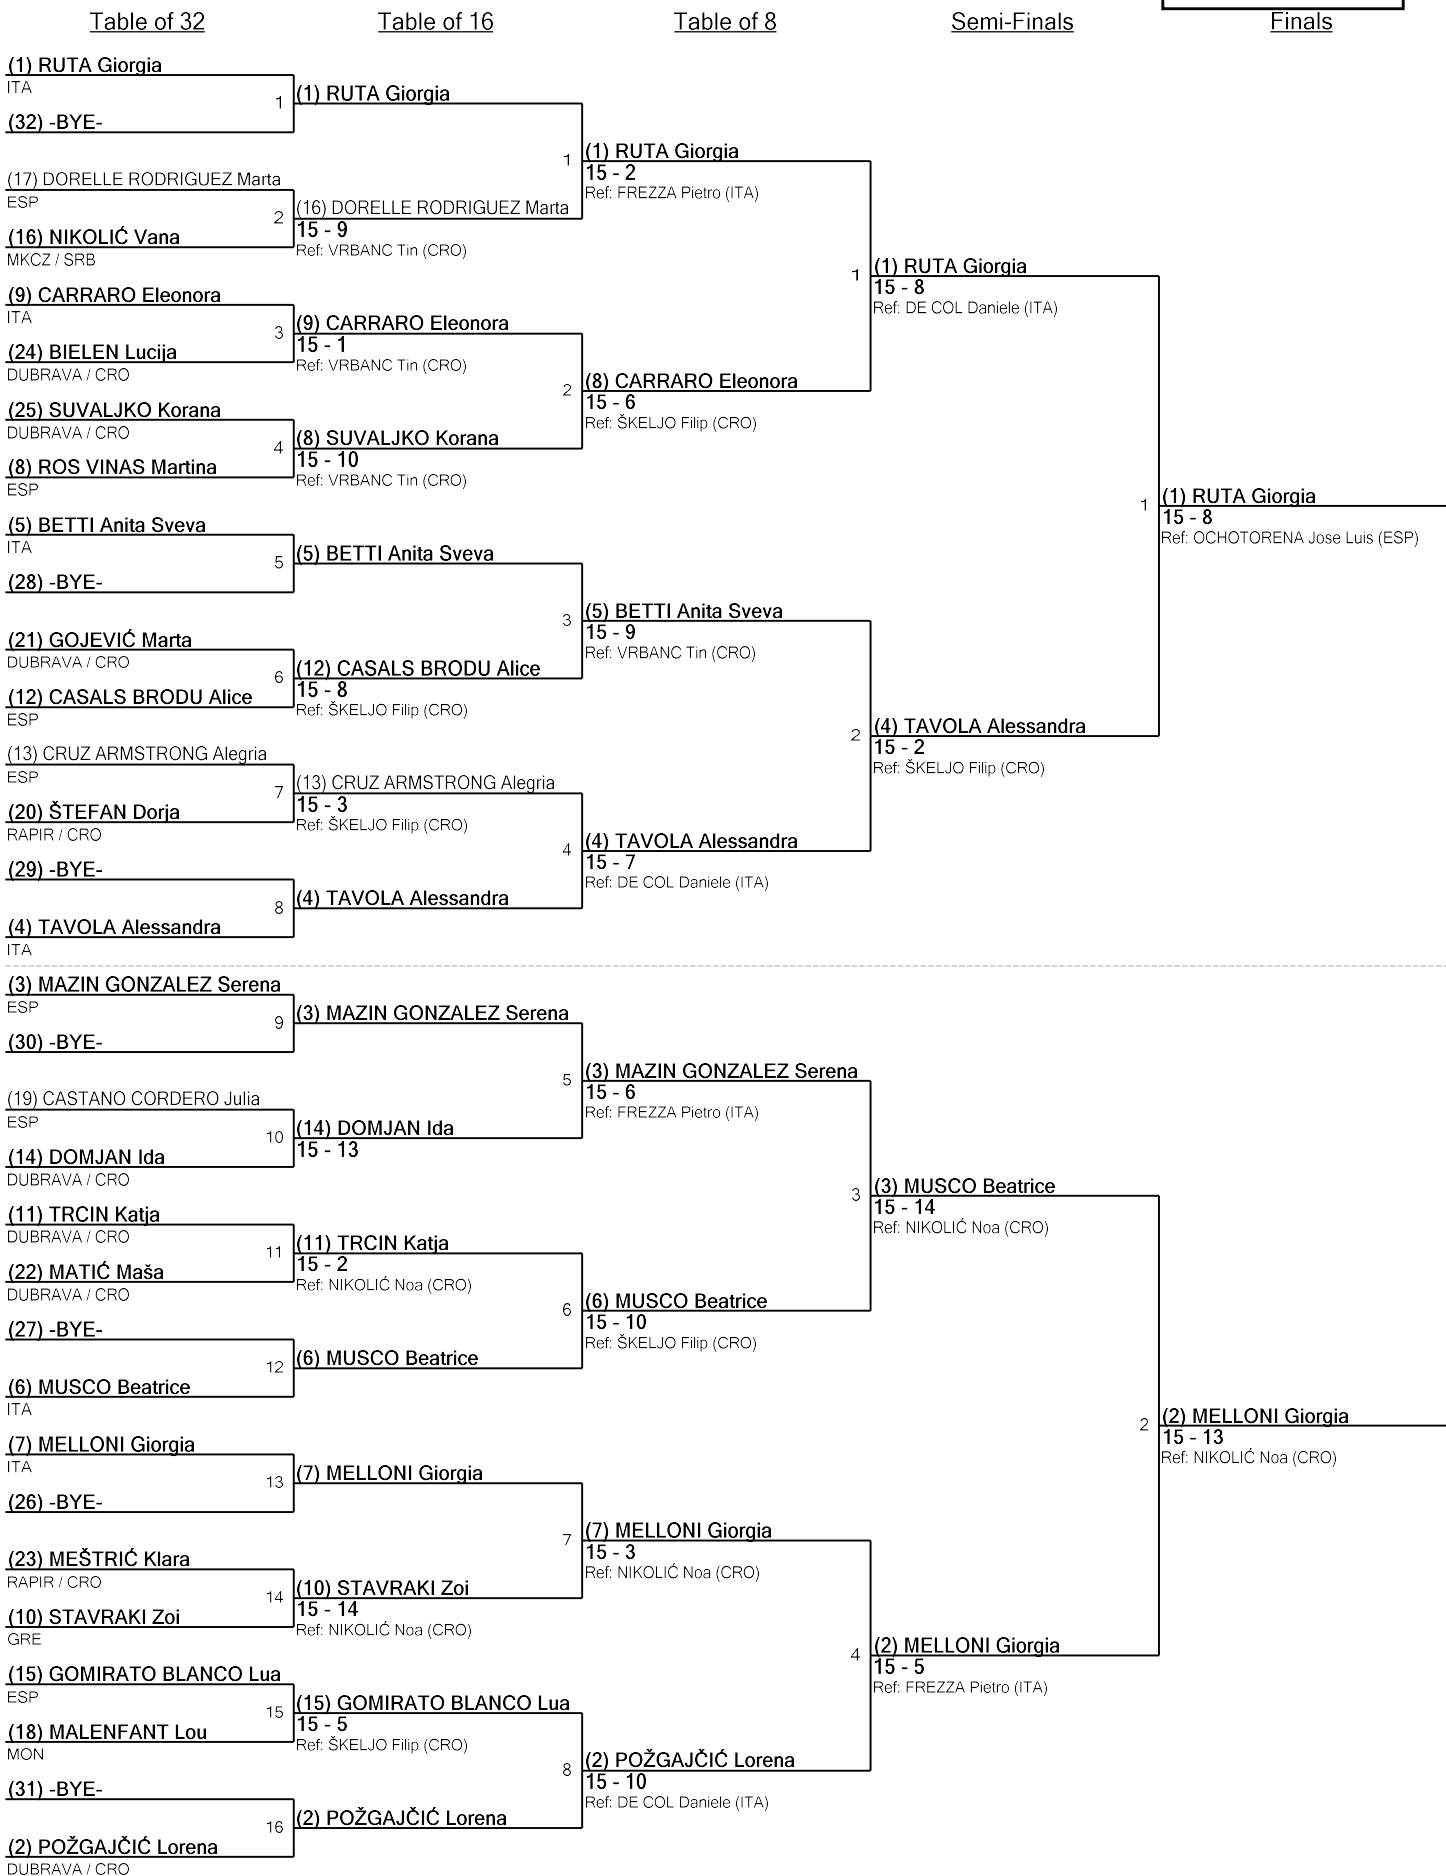 Table of 32
Table of 16
Table of 8
Semi-Finals
Finals
(1) RUTA Giorgia
ITA
1
(32) -BYE-
(17) DORELLE RODRIGUEZ Marta
ESP
2
(16) NIKOLIĆ Vana
MKCZ / SRB
(9) CARRARO Eleonora
ITA
3
(24) BIELEN Lucija
DUBRAVA / CRO
(25) SUVALJKO Korana
DUBRAVA / CRO
4
(8) ROS VINAS Martina
ESP
(5) BETTI Anita Sveva
ITA
5
(28) -BYE-
(21) GOJEVIĆ Marta
DUBRAVA / CRO
6
(12) CASALS BRODU Alice
ESP
(13) CRUZ ARMSTRONG Alegria
ESP
7
(20) ŠTEFAN Dorja
RAPIR / CRO
(29) -BYE-
8
(4) TAVOLA Alessandra
ITA
(3) MAZIN GONZALEZ Serena
ESP
9
(30) -BYE-
(19) CASTANO CORDERO Julia
ESP
10
(14) DOMJAN Ida
DUBRAVA / CRO
(11) TRCIN Katja
DUBRAVA / CRO
11
(22) MATIĆ Maša
DUBRAVA / CRO
(27) -BYE-
12
(6) MUSCO Beatrice
ITA
(7) MELLONI Giorgia
ITA
13
(26) -BYE-
(23) MEŠTRIĆ Klara
RAPIR / CRO
14
(10) STAVRAKI Zoi
GRE
(15) GOMIRATO BLANCO Lua
ESP
15
(18) MALENFANT Lou
MON
(31) -BYE-
16
(2) POŽGAJČIĆ Lorena
DUBRAVA / CRO
(1) RUTA Giorgia
1
(16) DORELLE RODRIGUEZ Marta
15 - 9
Ref: VRBANC Tin (CRO)
(9) CARRARO Eleonora
15 - 1
Ref: VRBANC Tin (CRO)
2
(8) SUVALJKO Korana
15 - 10
Ref: VRBANC Tin (CRO)
(5) BETTI Anita Sveva
3
(12) CASALS BRODU Alice
15 - 8
Ref: ŠKELJO Filip (CRO)
(13) CRUZ ARMSTRONG Alegria
15 - 3
Ref: ŠKELJO Filip (CRO)
4
(4) TAVOLA Alessandra
(3) MAZIN GONZALEZ Serena
5
(14) DOMJAN Ida
15 - 13
(11) TRCIN Katja
15 - 2
Ref: NIKOLIĆ Noa (CRO)
6
(6) MUSCO Beatrice
(7) MELLONI Giorgia
7
(10) STAVRAKI Zoi
15 - 14
Ref: NIKOLIĆ Noa (CRO)
(15) GOMIRATO BLANCO Lua
15 - 5
Ref: ŠKELJO Filip (CRO)
8
(2) POŽGAJČIĆ Lorena
(1) RUTA Giorgia
15 - 2
Ref: FREZZA Pietro (ITA)
1
(8) CARRARO Eleonora
15 - 6
Ref: ŠKELJO Filip (CRO)
(5) BETTI Anita Sveva
15 - 9
Ref: VRBANC Tin (CRO)
2
(4) TAVOLA Alessandra
15 - 7
Ref: DE COL Daniele (ITA)
(3) MAZIN GONZALEZ Serena
15 - 6
Ref: FREZZA Pietro (ITA)
3
(6) MUSCO Beatrice
15 - 10
Ref: ŠKELJO Filip (CRO)
(7) MELLONI Giorgia
15 - 3
Ref: NIKOLIĆ Noa (CRO)
4
(2) POŽGAJČIĆ Lorena
15 - 10
Ref: DE COL Daniele (ITA)
(1) RUTA Giorgia
15 - 8
Ref: DE COL Daniele (ITA)
1
(4) TAVOLA Alessandra
15 - 2
Ref: ŠKELJO Filip (CRO)
(3) MUSCO Beatrice
15 - 14
Ref: NIKOLIĆ Noa (CRO)
2
(2) MELLONI Giorgia
15 - 5
Ref: FREZZA Pietro (ITA)
(1) RUTA Giorgia
15 - 8
Ref: OCHOTORENA Jose Luis (ESP)
(2) MELLONI Giorgia
15 - 13
Ref: NIKOLIĆ Noa (CRO)